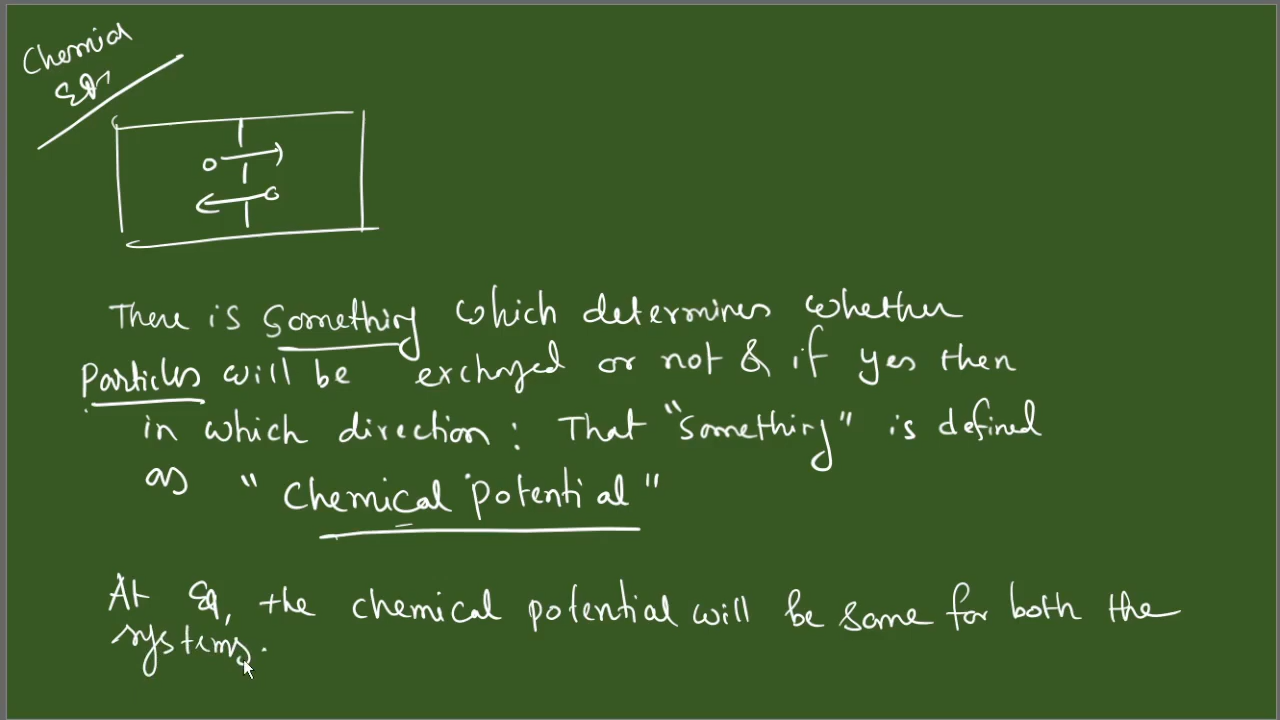 Chemical
Eq
There is something which determines whether
Particles will be exchanged or not & if yes then
in which direction: That "something" is defined
as "Chemical potential"
At Eq, the chemical potential will be same for both the
systems.